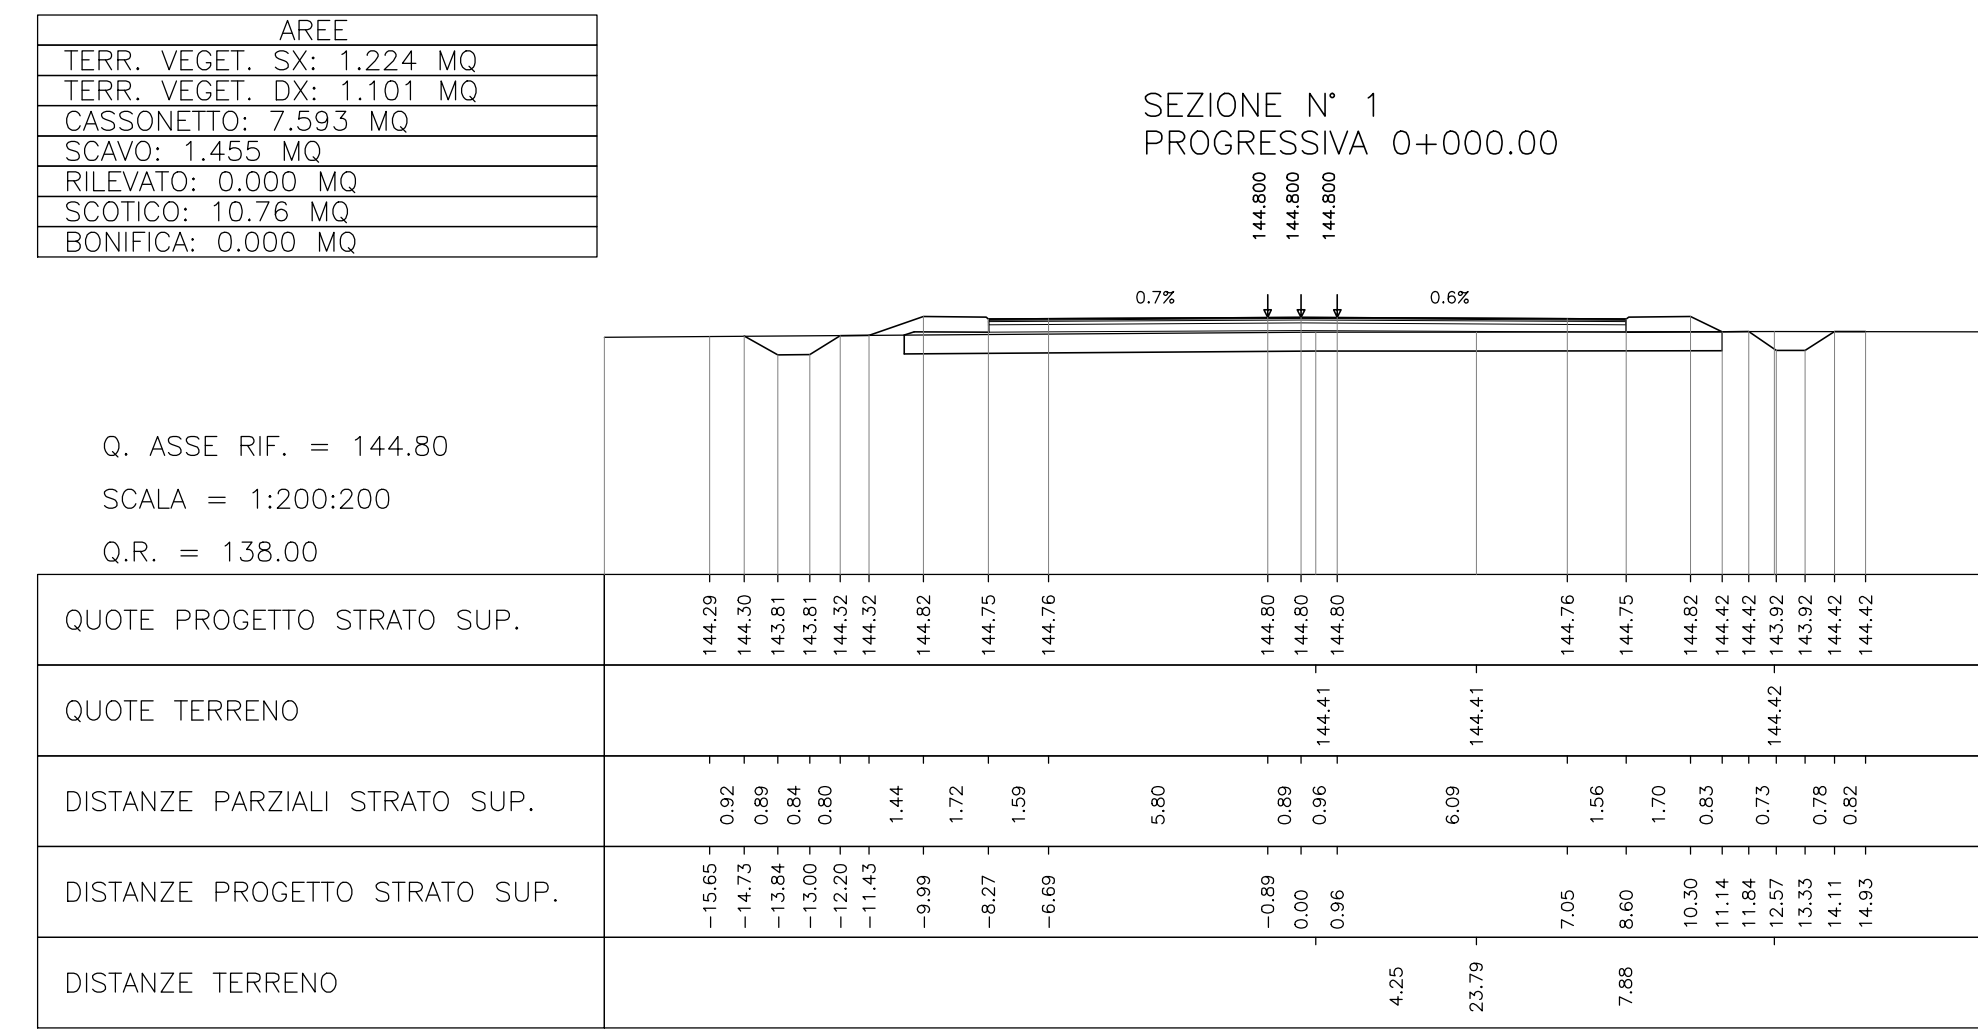 AREE
TERR. VEGET. SX: 1.224 MQ
TERR. VEGET. DX: 1.101 MQ
CASSONETTO: 7.593 MQ
SCAVO: 1.455 MQ
RILEVATO: 0.000 MQ
SCOTICO: 10.76 MQ
BONIFICA: 0.000 MQ
SEZIONE N° 1
PROGRESSIVA 0+000.00
144.800 144.800 144.800
0.7% 0.6%
Q. ASSE RIF. = 144.80
SCALA = 1:200:200
Q.R. = 138.00
QUOTE PROGETTO STRATO SUP. 144.29 144.30 143.81 143.81 144.32 144.32 144.82 144.75 144.76 144.80 144.80 144.80 144.76 144.75 144.82 144.42 144.42 143.92 143.92 144.42 144.42
QUOTE TERRENO 144.41 144.41 144.42
DISTANZE PARZIALI STRATO SUP. 0.92 0.89 0.84 0.80 1.44 1.72 1.59 5.80 0.89 0.96 6.09 1.56 1.70 0.83 0.73 0.78 0.82
DISTANZE PROGETTO STRATO SUP. -15.65 -14.73 -13.84 -13.00 -12.20 -11.43 -9.99 -8.27 -6.69 -0.89 0.00 0.96 7.05 8.60 10.30 11.14 11.84 12.57 13.33 14.11 14.93
DISTANZE TERRENO 4.25 23.79 7.88